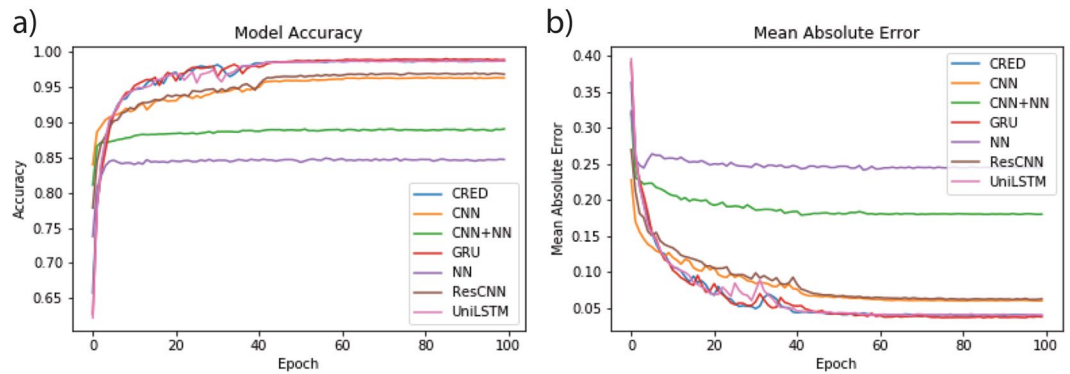 a)
Model Accuracy
1.00
0.95
0.90
0.85
0.80
0.75
0.70
0.65
Accuracy
0 20 40 60 80 100
Epoch
CRED
CNN
CNN+NN
GRU
NN
ResCNN
UniLSTM
b)
Mean Absolute Error
0.40
0.35
0.30
0.25
0.20
0.15
0.10
0.05
Mean Absolute Error
0 20 40 60 80 100
Epoch
CRED
CNN
CNN+NN
GRU
NN
ResCNN
UniLSTM